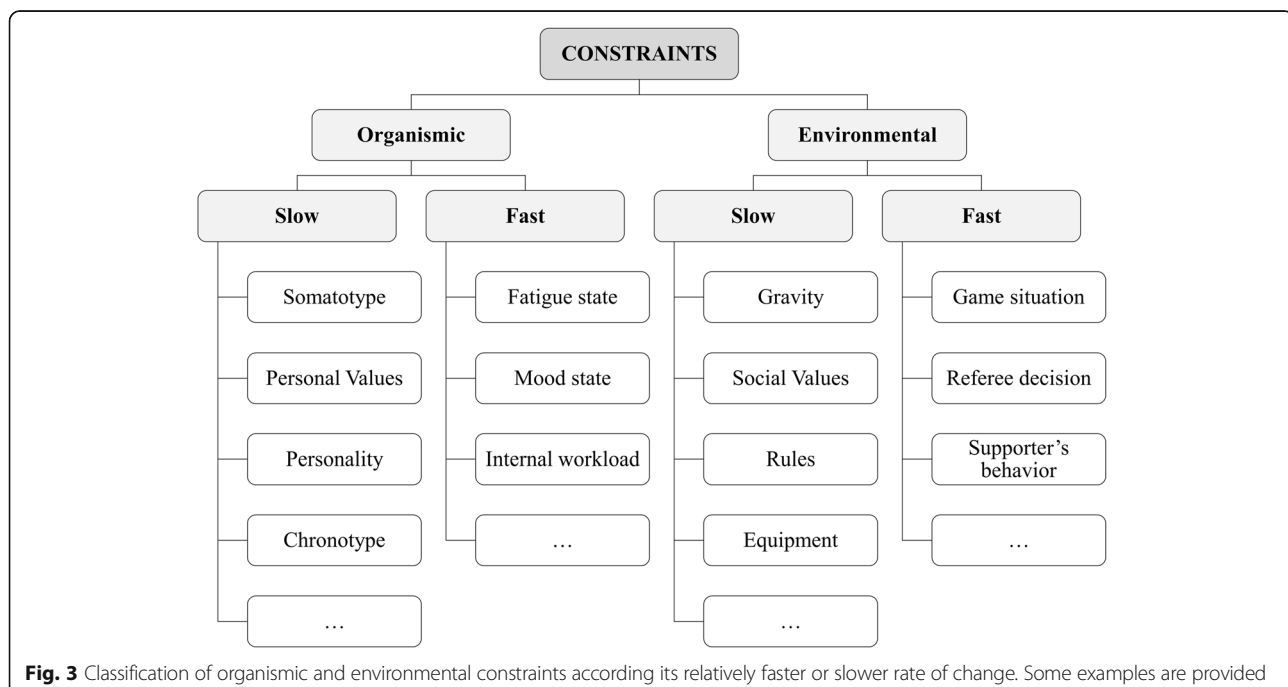 CONSTRAINTS
Organismic
Environmental
Slow
Fast
Slow
Fast
Somatotype
Fatigue state
Gravity
Game situation
Personal Values
Mood state
Social Values
Referee decision
Personality
Internal workload
Rules
Supporter’s
behavior
Chronotype
…
Equipment
…
…
…
Fig. 3 Classification of organismic and environmental constraints according its relatively faster or slower rate of change. Some examples are provided